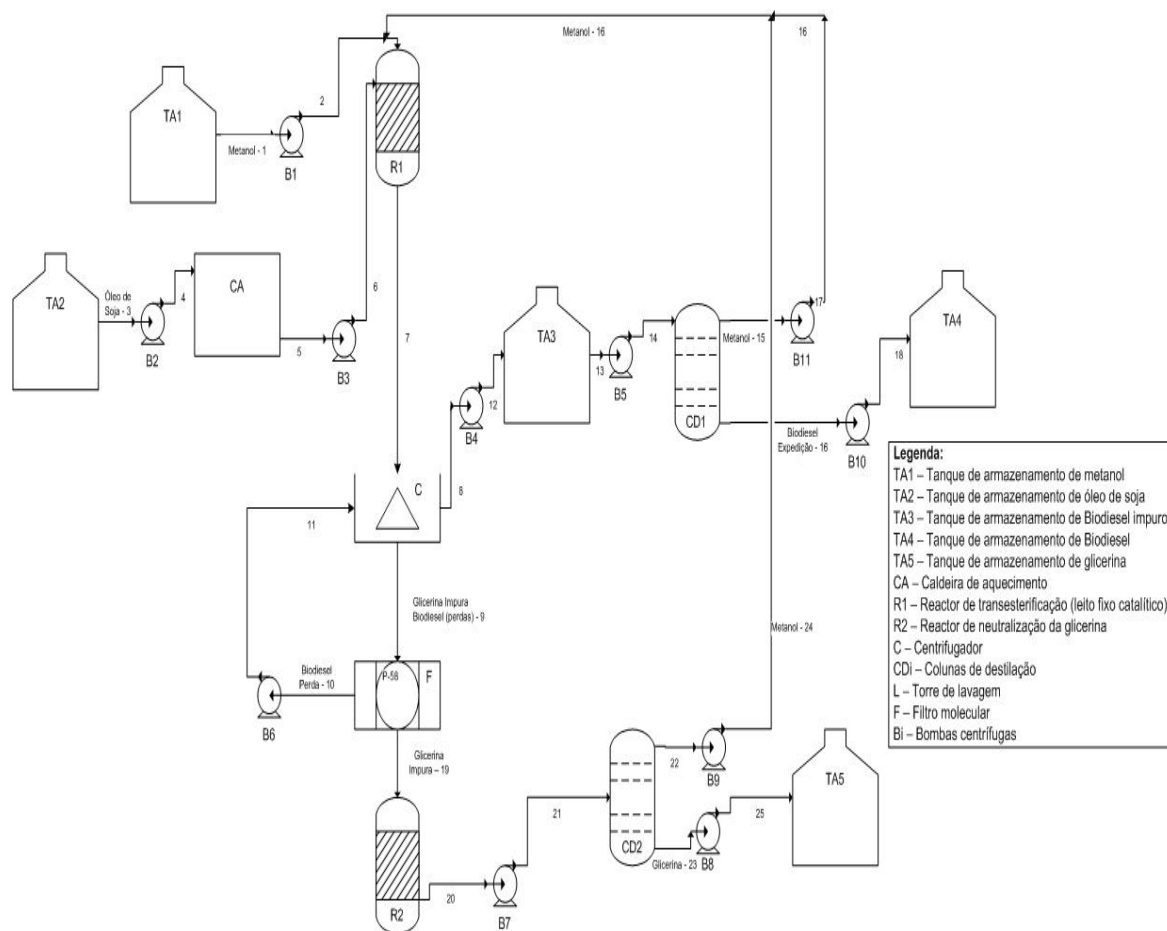 Metanol - 16
16
2
TA1
Metanol - 1
B1
R1
TA2
Óleo de
Soja - 3
4
CA
6
B2
5
B3
7
TA3
14
Metanol - 15
17
B11
TA4
18
12
13
B5
CD1
B4
Biodiesel
Expedição - 16
B10
C
8
11
Legenda:
TA1 – Tanque de armazenamento de metanol
TA2 – Tanque de armazenamento de óleo de soja
TA3 – Tanque de armazenamento de Biodiesel impuro
TA4 – Tanque de armazenamento de Biodiesel
TA5 – Tanque de armazenamento de glicerina
CA – Caldeira de aquecimento
R1 – Reactor de transesterificação (leito fixo catalítico)
R2 – Reactor de neutralização da glicerina
C – Centrifugador
CDi – Colunas de destilação
L – Torre de lavagem
F – Filtro molecular
Bi – Bombas centrífugas
Glicerina Impura
Biodiesel (perdas) - 9
Metanol - 24
Biodiesel
Perda - 10
P-58
F
B6
Glicerina
Impura – 19
22
B9
TA5
21
25
CD2
Glicerina - 23
B8
20
B7
R2